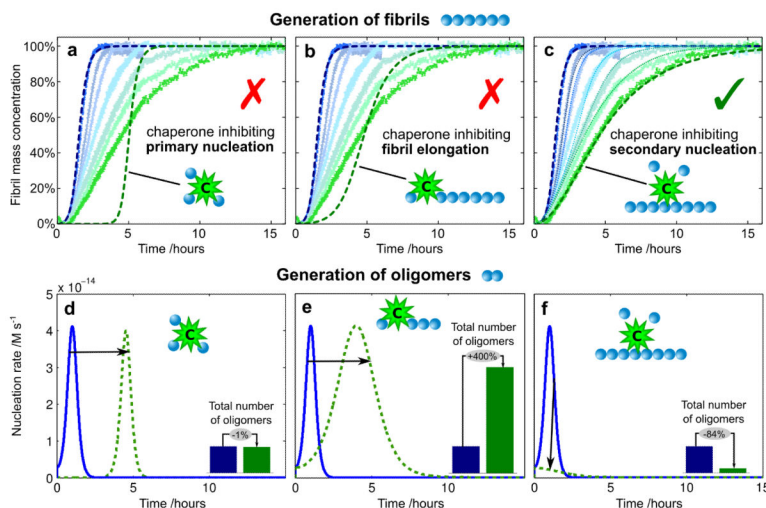 Generation of fibrils
a
b
c
100%
80%
60%
40%
20%
0%
Fibril mass concentration
chaperone inhibiting
primary nucleation
C
chaperone inhibiting
fibril elongation
C
chaperone inhibiting
secondary nucleation
C
0 5 10 15
0 5 10 15
0 5 10 15
Time /hours
Time /hours
Time /hours
Generation of oligomers
x 10⁻¹⁴
5
4
3
2
1
0
Nucleation rate /M s⁻¹
d
C
Total number
of oligomers
-1%
e
C
Total number
of oligomers
+400%
f
C
Total number
of oligomers
-84%
0 5 10
0 5 10
0 5 10 15
Time /hours
Time /hours
Time /hours